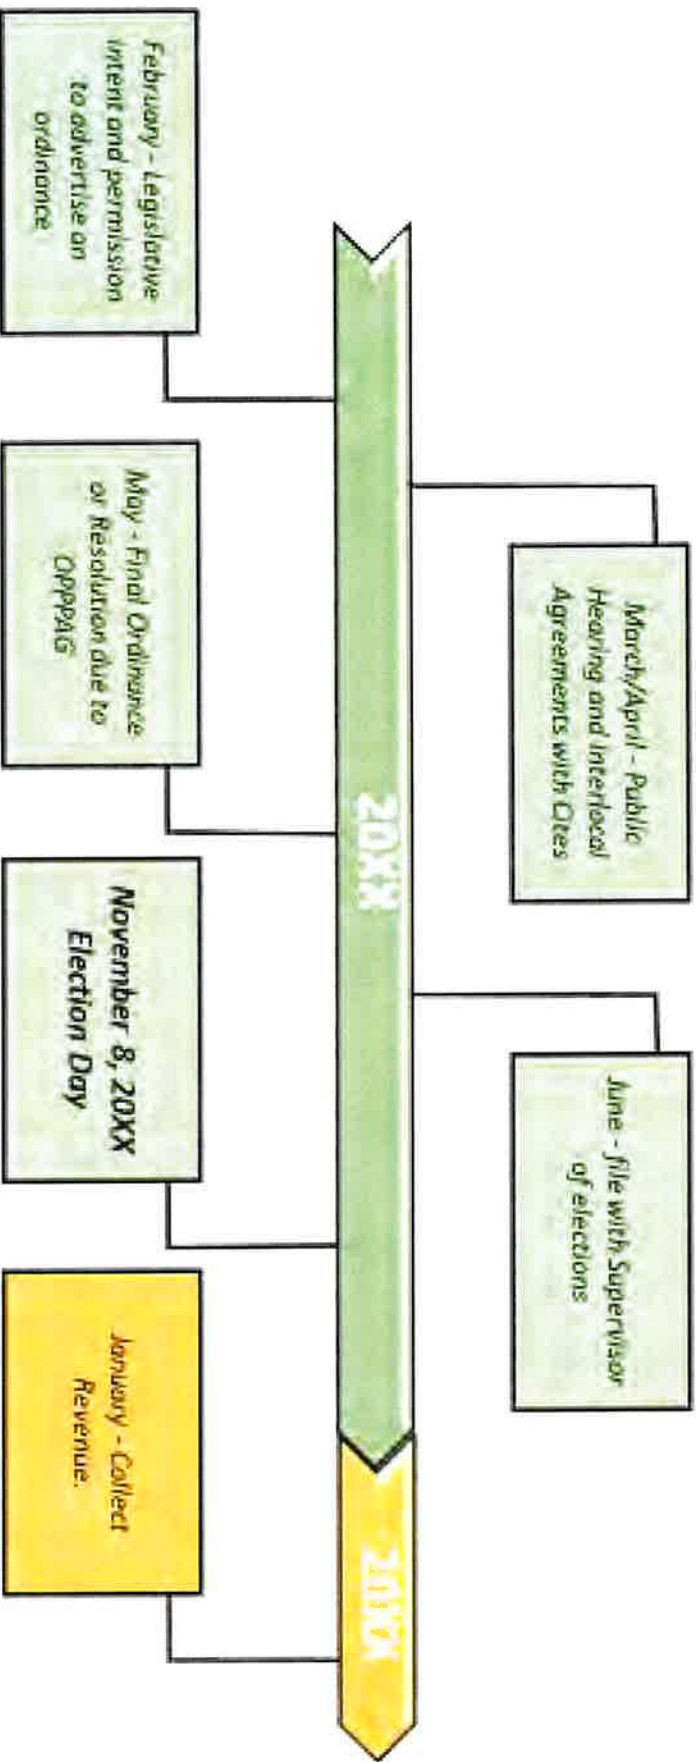 March/April - Public
Hearing and Interlocal
Agreements with Cites
June - file with Supervisor
of elections
20XX
20XX
February - Legislative
intent and permission
to advertise an
ordinance
May - Final Ordinance
or Resolution due to
OPPPAG
November 8, 20XX
Election Day
January - Collect
Revenue.